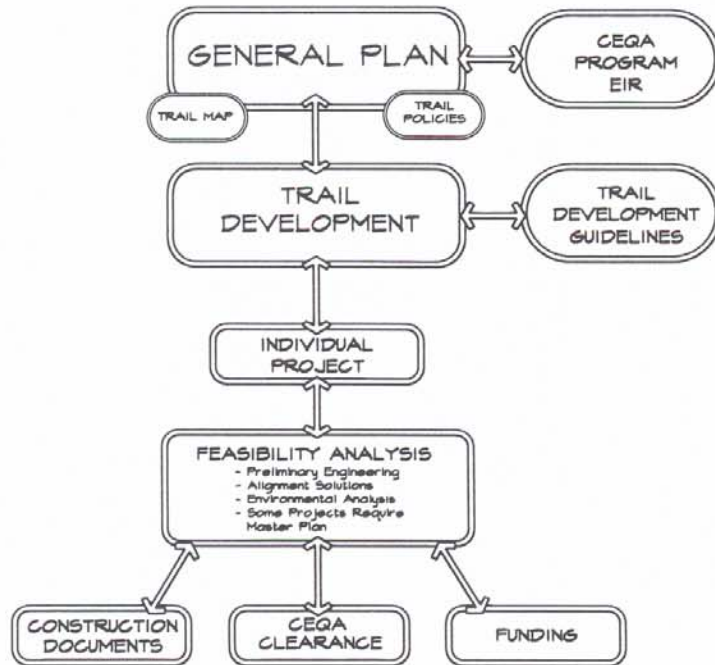 GENERAL PLAN
CEQA
PROGRAM
EIR
TRAIL MAP
TRAIL
POLICIES
TRAIL
DEVELOPMENT
TRAIL
DEVELOPMENT
GUIDELINES
INDIVIDUAL
PROJECT
FEASIBILITY ANALYSIS
- Preliminary Engineering
- Alignment Solutions
- Environmental Analysis
- Some Projects Require
Master Plan
CONSTRUCTION
DOCUMENTS
CEQA
CLEARANCE
FUNDING